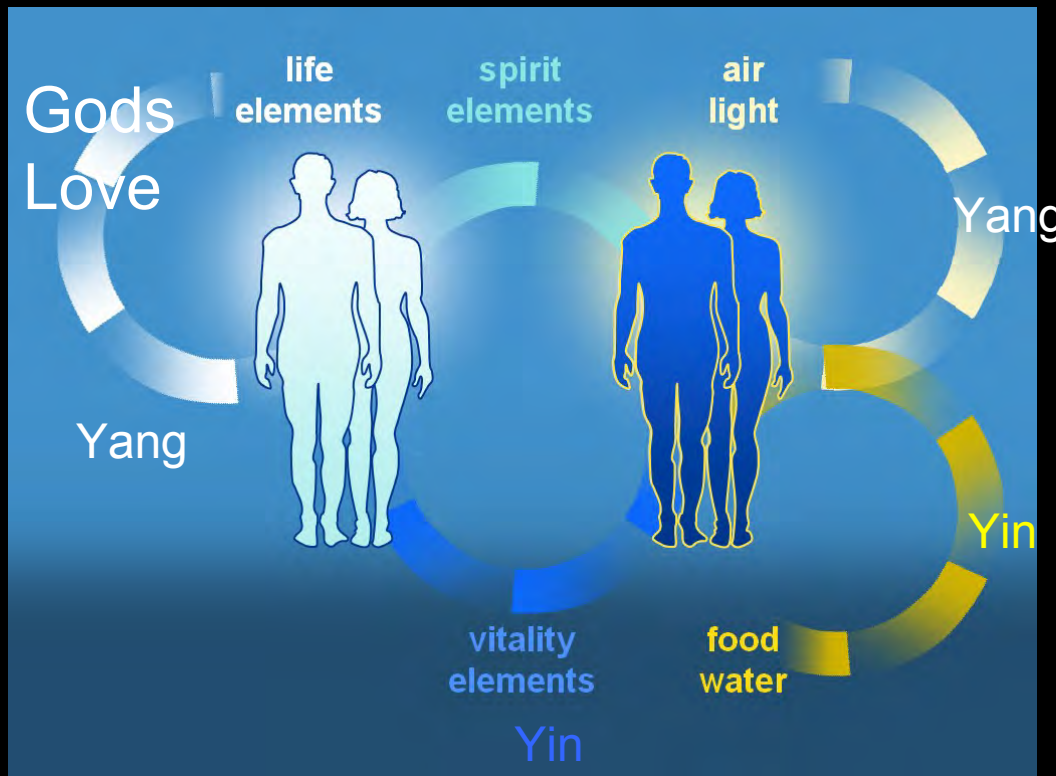 life
elements
spirit
elements
air
light
Gods
Love
Yang
Yang
Yin
vitality
elements
food
water
Yin